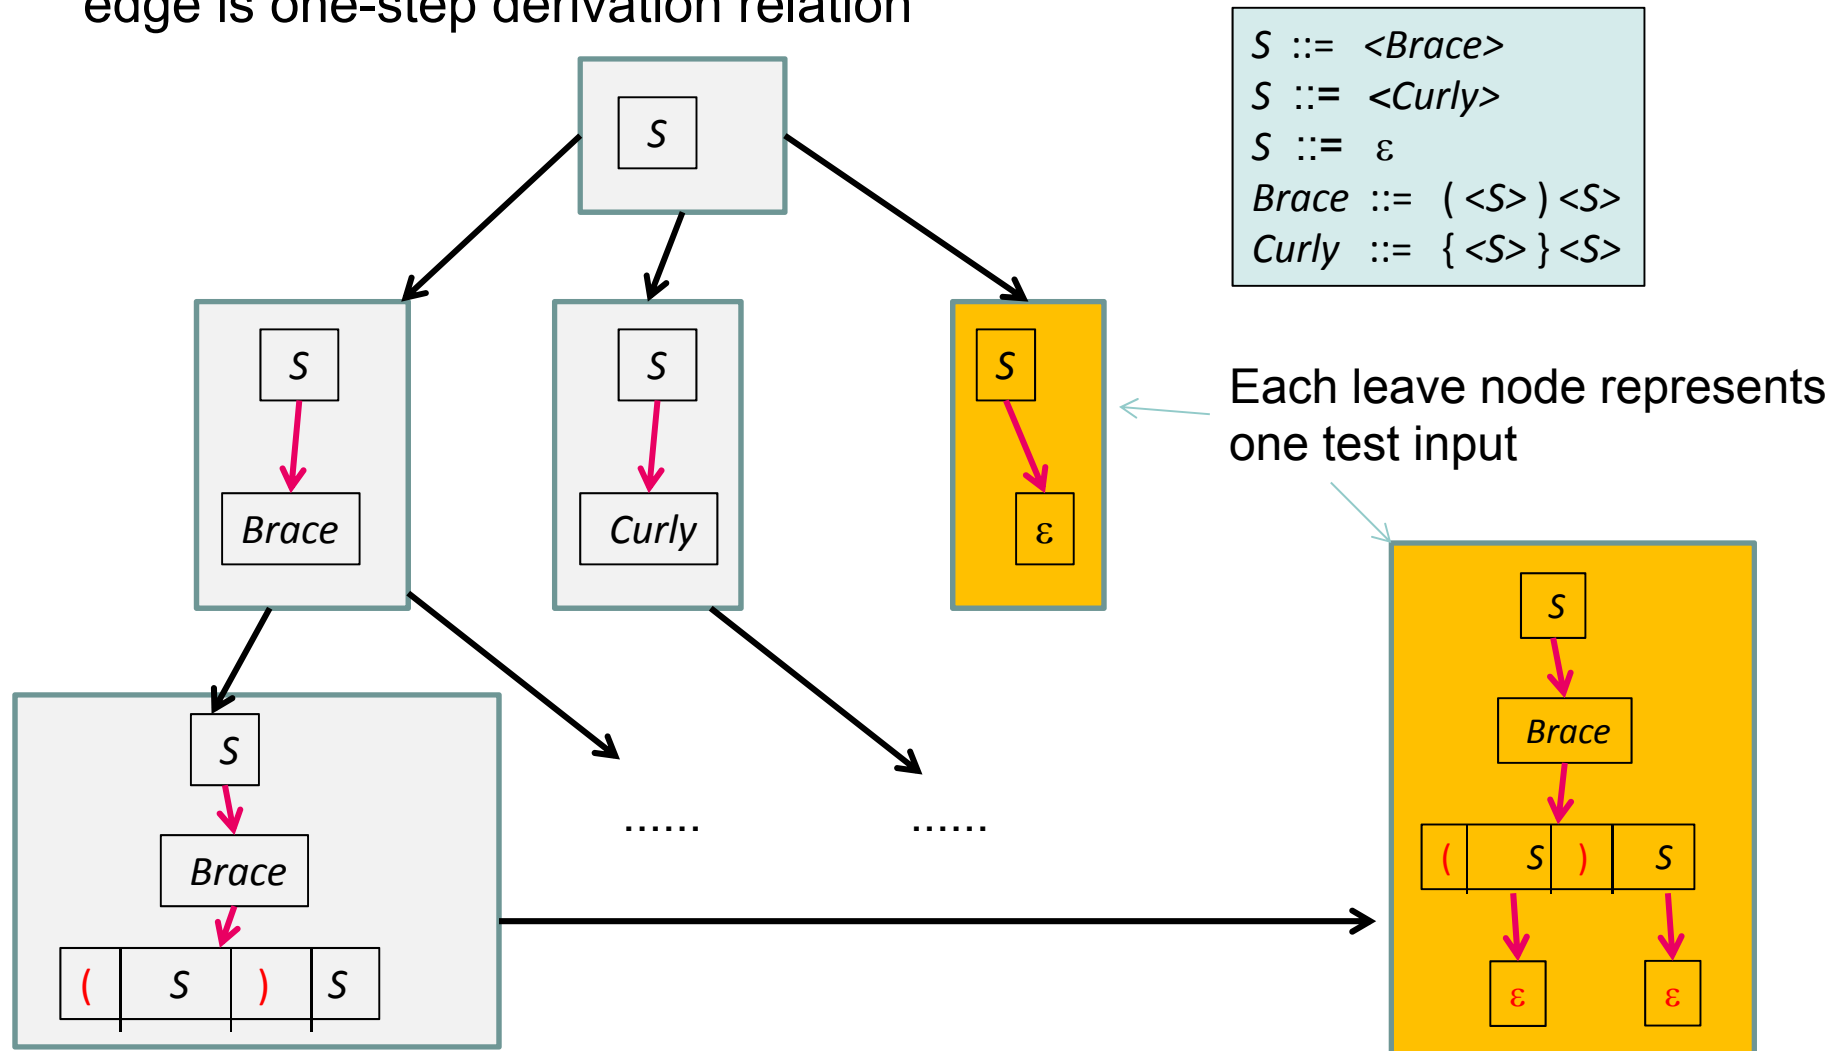 edge is one-step derivation relation
S ::= <Brace>
S ::= <Curly>
S ::= ε
Brace ::= ( <S> ) <S>
Curly ::= { <S> } <S>
S
S
S
S
Each leave node represents
one test input
Brace
Curly
ε
S
Brace
( S ) S
......
......
S
Brace
( S ) S
ε ε